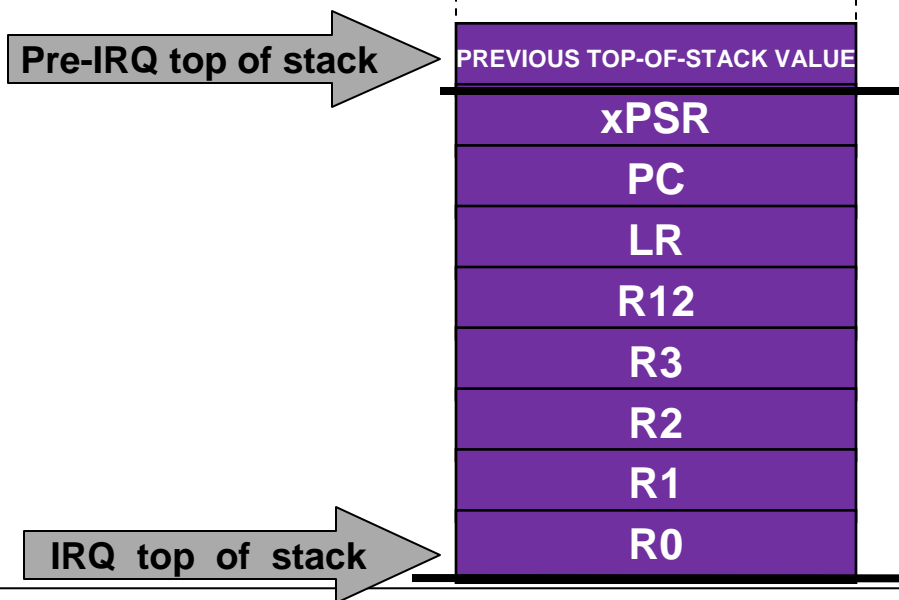 Pre-IRQ top of stack
PREVIOUS TOP-OF-STACK VALUE
xPSR
PC
LR
R12
R3
R2
R1
IRQ top of stack
R0